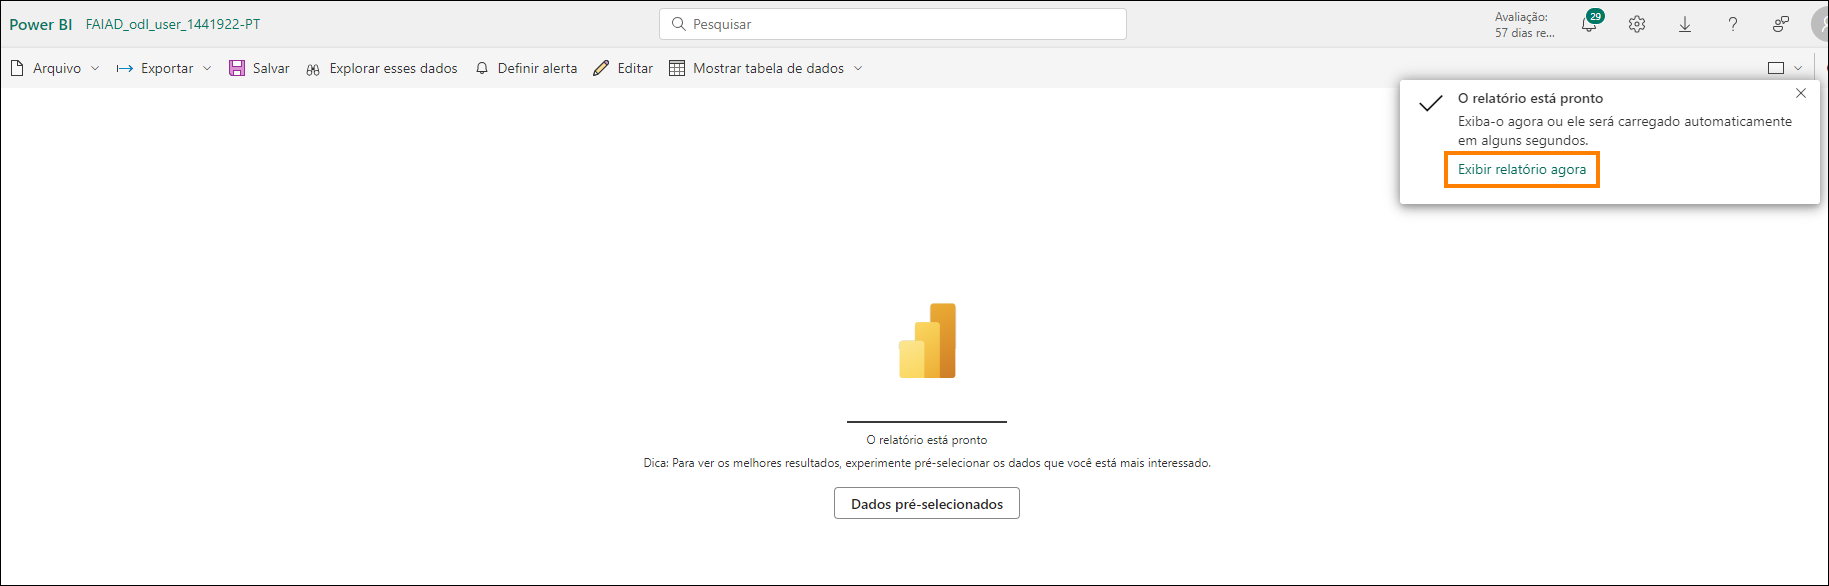 Power BI FAIAD_odl_user_1441922-PT
Pesquisar
Avaliação:
57 dias re...
29
Arquivo Exportar Salvar Explorar esses dados Definir alerta Editar Mostrar tabela de dados
O relatório está pronto
Exiba-o agora ou ele será carregado automaticamente
em alguns segundos.
Exibir relatório agora
O relatório está pronto
Dica: Para ver os melhores resultados, experimente pré-selecionar os dados que você está mais interessado.
Dados pré-selecionados